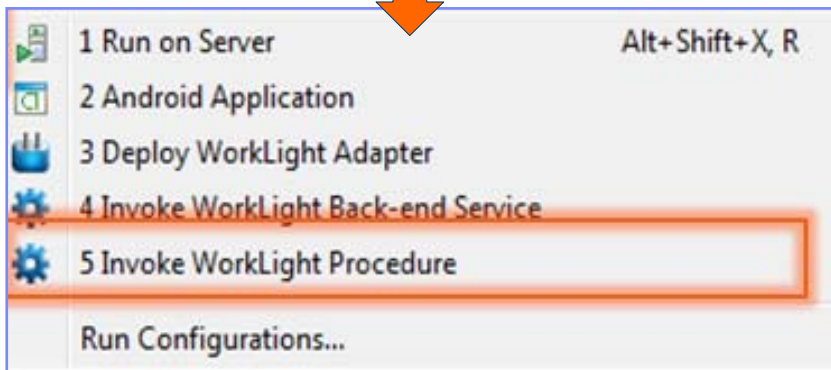 1 Run on Server Alt+Shift+X, R
2 Android Application
3 Deploy WorkLight Adapter
4 Invoke WorkLight Back-end Service
5 Invoke WorkLight Procedure
Run Configurations...